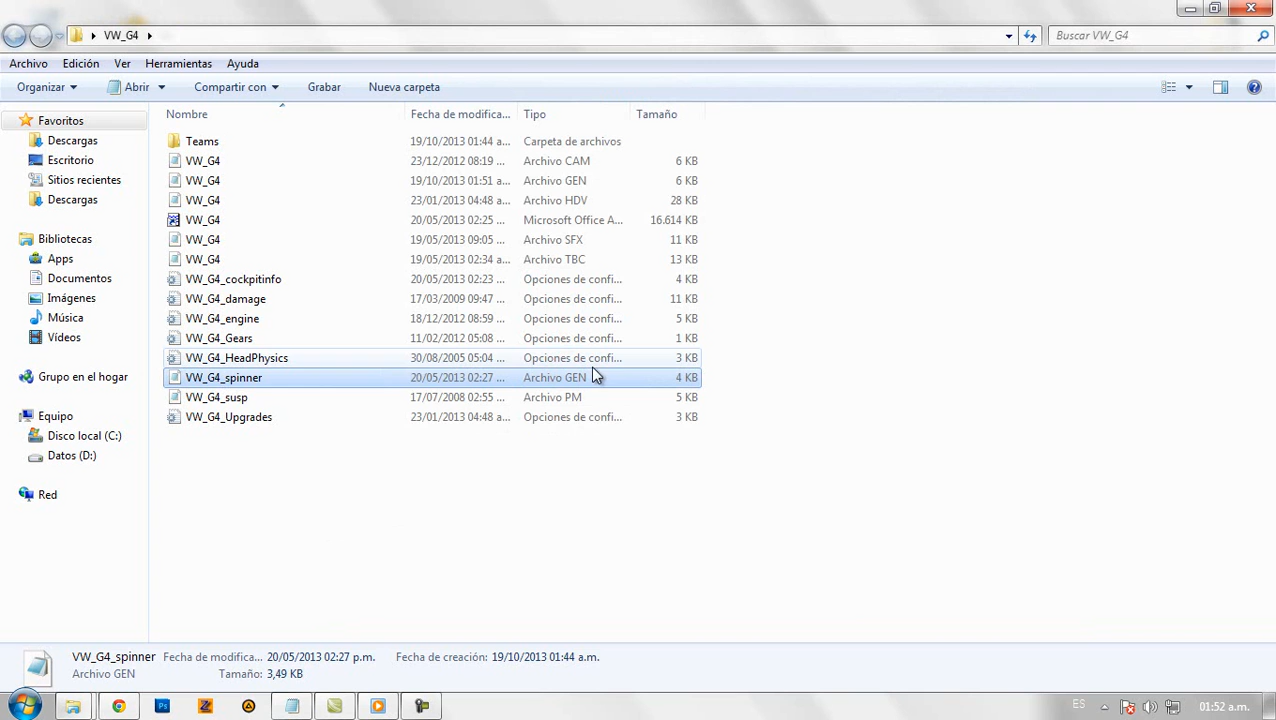 VW_G4
Buscar VW_G4
Archivo Edición Ver Herramientas Ayuda
Organizar Abrir Compartir con Grabar Nueva carpeta
Nombre Fecha de modifica... Tipo Tamaño
Favoritos
Descargas
Escritorio
Sitios recientes
Descargas
Bibliotecas
Apps
Documentos
Imágenes
Música
Vídeos
Grupo en el hogar
Equipo
Disco local (C:)
Datos (D:)
Red
Teams 19/10/2013 01:44 a... Carpeta de archivos
VW_G4 23/12/2012 08:19 ... Archivo CAM 6 KB
VW_G4 19/10/2013 01:51 a... Archivo GEN 6 KB
VW_G4 23/01/2013 04:48 a... Archivo HDV 28 KB
VW_G4 20/05/2013 02:25 ... Microsoft Office A... 16.614 KB
VW_G4 19/05/2013 09:05 ... Archivo SFX 11 KB
VW_G4 19/05/2013 02:34 a... Archivo TBC 13 KB
VW_G4_cockpitinfo 20/05/2013 02:23 ... Opciones de confi... 4 KB
VW_G4_damage 17/03/2009 09:47 ... Opciones de confi... 11 KB
VW_G4_engine 18/12/2012 08:59 ... Opciones de confi... 5 KB
VW_G4_Gears 11/02/2012 05:08 ... Opciones de confi... 1 KB
VW_G4_HeadPhysics 30/08/2005 05:04 ... Opciones de confi... 3 KB
VW_G4_spinner 20/05/2013 02:27 ... Archivo GEN 4 KB
VW_G4_susp 17/07/2008 02:55 ... Archivo PM 5 KB
VW_G4_Upgrades 23/01/2013 04:48 a... Opciones de confi... 3 KB
VW_G4_spinner Fecha de modifica... 20/05/2013 02:27 p.m. Fecha de creación: 19/10/2013 01:44 a.m.
Archivo GEN Tamaño: 3,49 KB
Ps
ES 01:52 a.m.